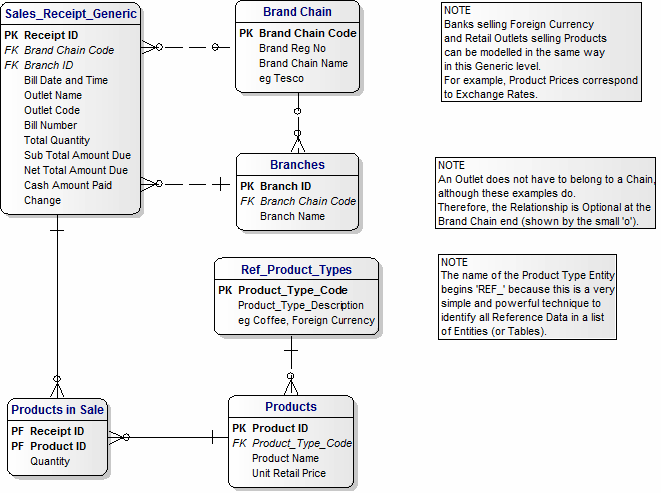 Sales_Receipt_Generic
PK Receipt ID
FK Brand Chain Code
FK Branch ID
Bill Date and Time
Outlet Name
Outlet Code
Bill Number
Total Quantity
Sub Total Amount Due
Net Total Amount Due
Cash Amount Paid
Change
Brand Chain
PK Brand Chain Code
Brand Reg No
Brand Chain Name
eg Tesco
NOTE
Banks selling Foreign Currency
and Retail Outlets selling Products
can be modelled in the same way
in this Generic level.
For example, Product Prices correspond
to Exchange Rates.
Branches
PK Branch ID
FK Branch Chain Code
Branch Name
NOTE
An Outlet does not have to belong to a Chain,
although these examples do.
Therefore, the Relationship is Optional at the
Brand Chain end (shown by the small 'o').
Ref_Product_Types
PK Product_Type_Code
Product_Type_Description
eg Coffee, Foreign Currency
NOTE
The name of the Product Type Entity
begins 'REF_' because this is a very
simple and powerful technique to
identify all Reference Data in a list
of Entities (or Tables).
Products in Sale
PF Receipt ID
PF Product ID
Quantity
Products
PK Product ID
FK Product_Type_Code
Product Name
Unit Retail Price